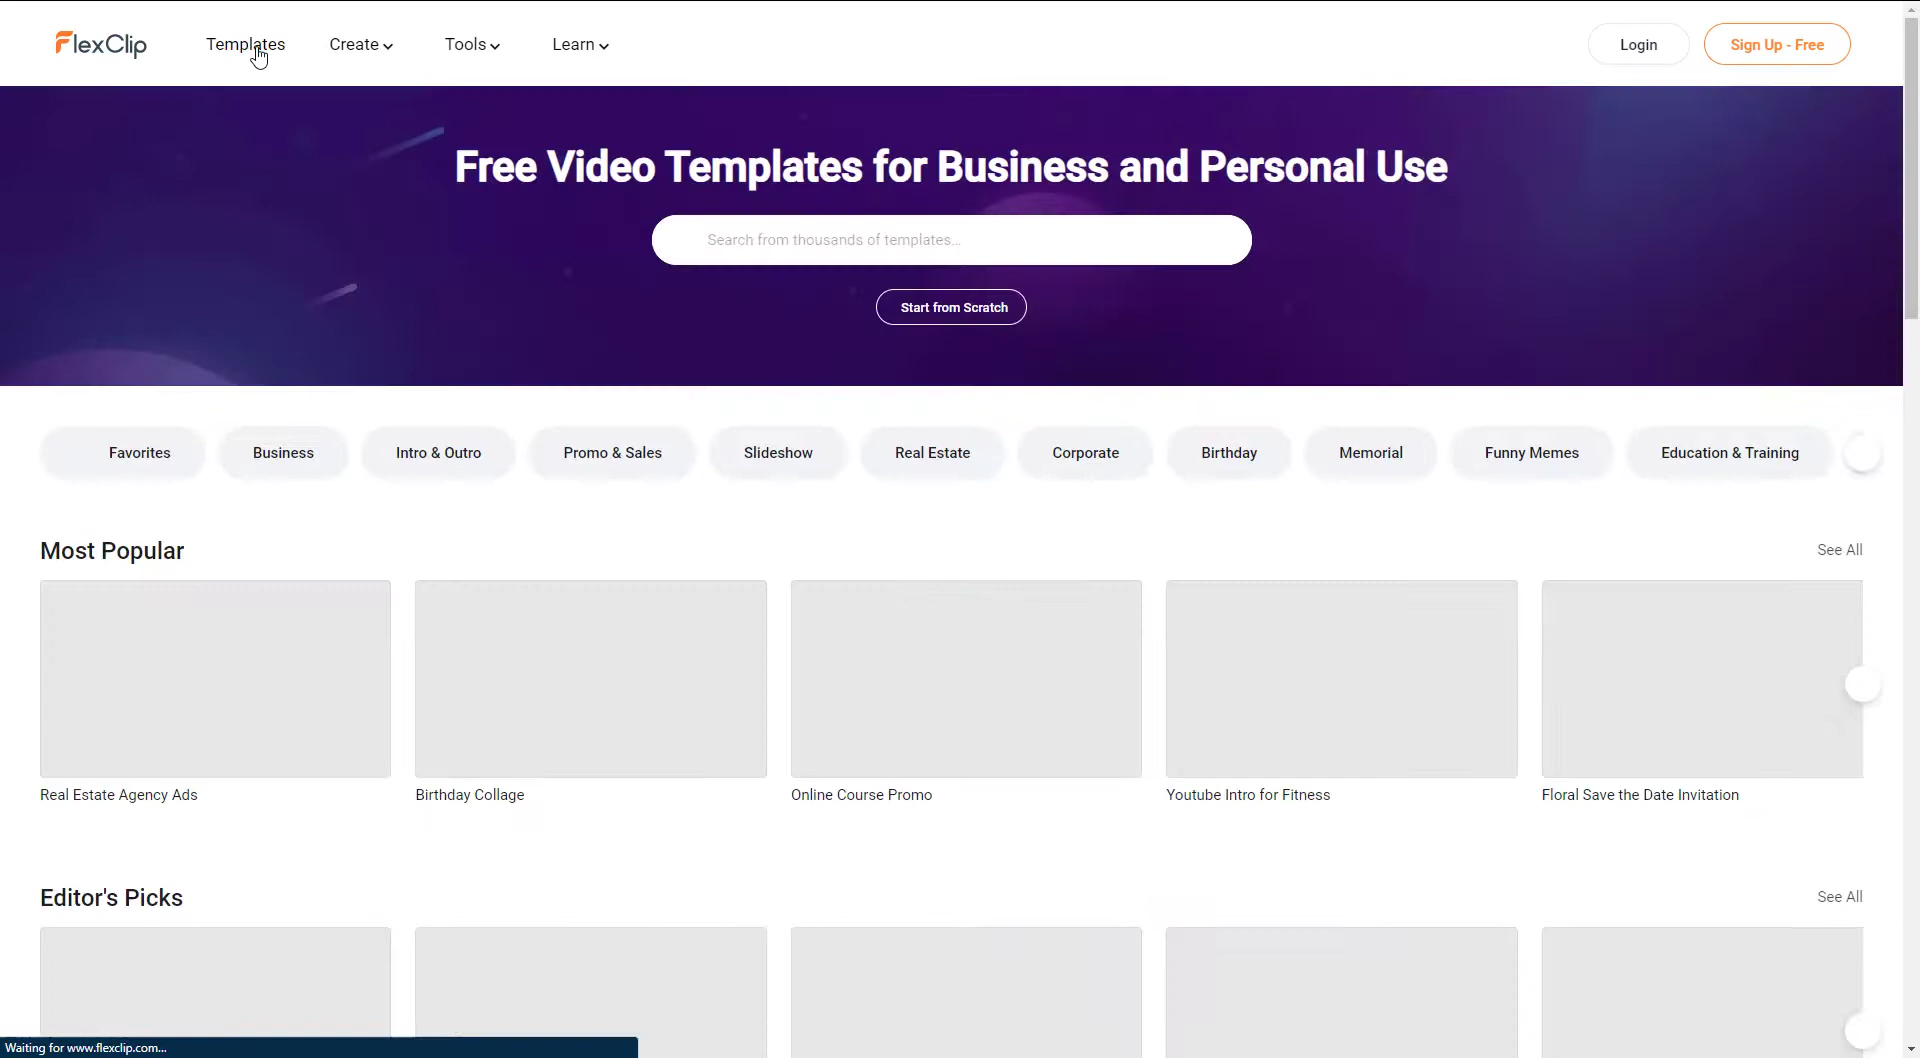 FlexClip
Templates
Create
Tools
Learn
Login
Sign Up - Free
Free Video Templates for Business and Personal Use
Search from thousands of templates...
Start from Scratch
Favorites
Business
Intro & Outro
Promo & Sales
Slideshow
Real Estate
Corporate
Birthday
Memorial
Funny Memes
Education & Training
Most Popular
See All
Real Estate Agency Ads
Birthday Collage
Online Course Promo
Youtube Intro for Fitness
Floral Save the Date Invitation
Editor's Picks
See All
Waiting for www.flexclip.com...